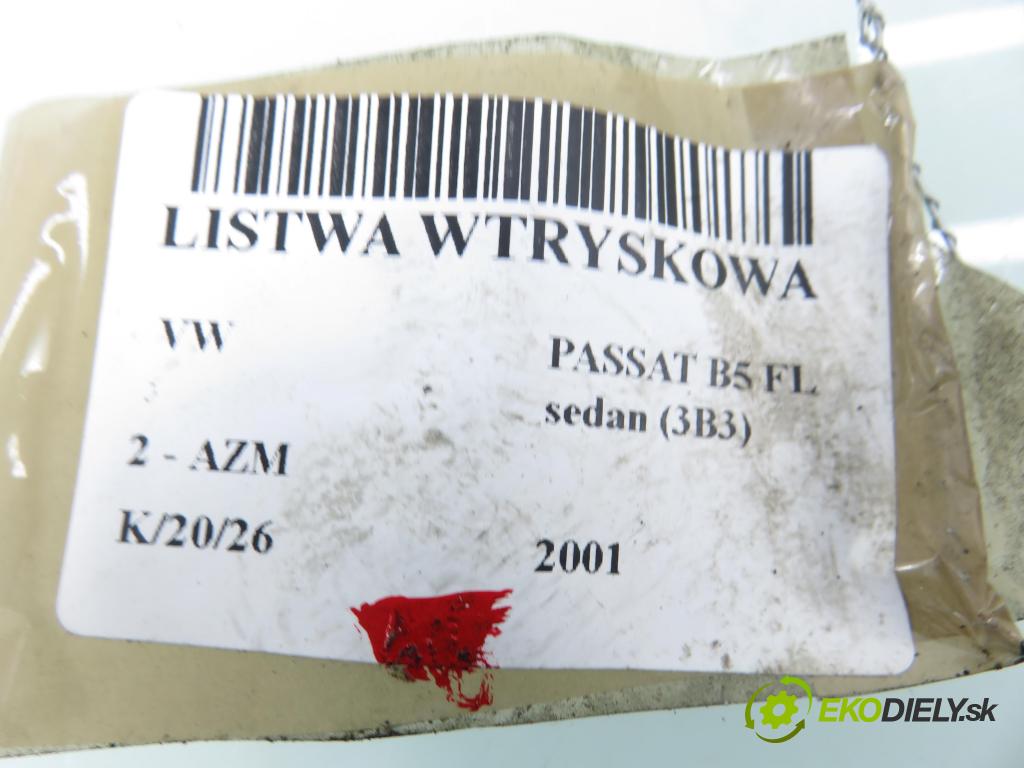 LISTWA WTRYSKOWA
VW
PASSAT B5 FL
sedan (3B3)
2 - AZM
K/20/26
2001
EKODIELY.sk